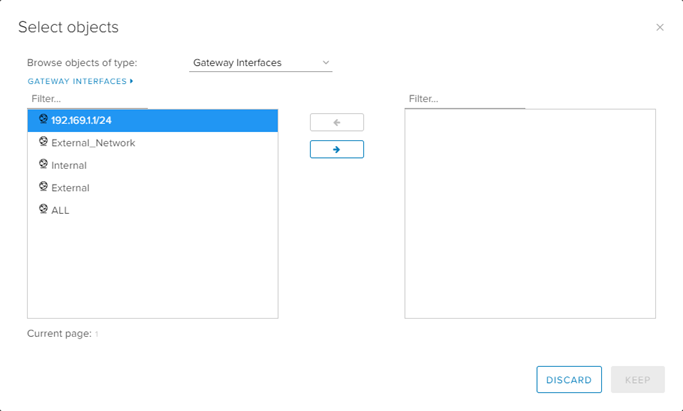 Select objects
×
Browse objects of type:
Gateway Interfaces
GATEWAY INTERFACES
Filter...
Filter...
192.169.1.1/24
External_Network
Internal
External
ALL
Current page: 1
DISCARD
KEEP